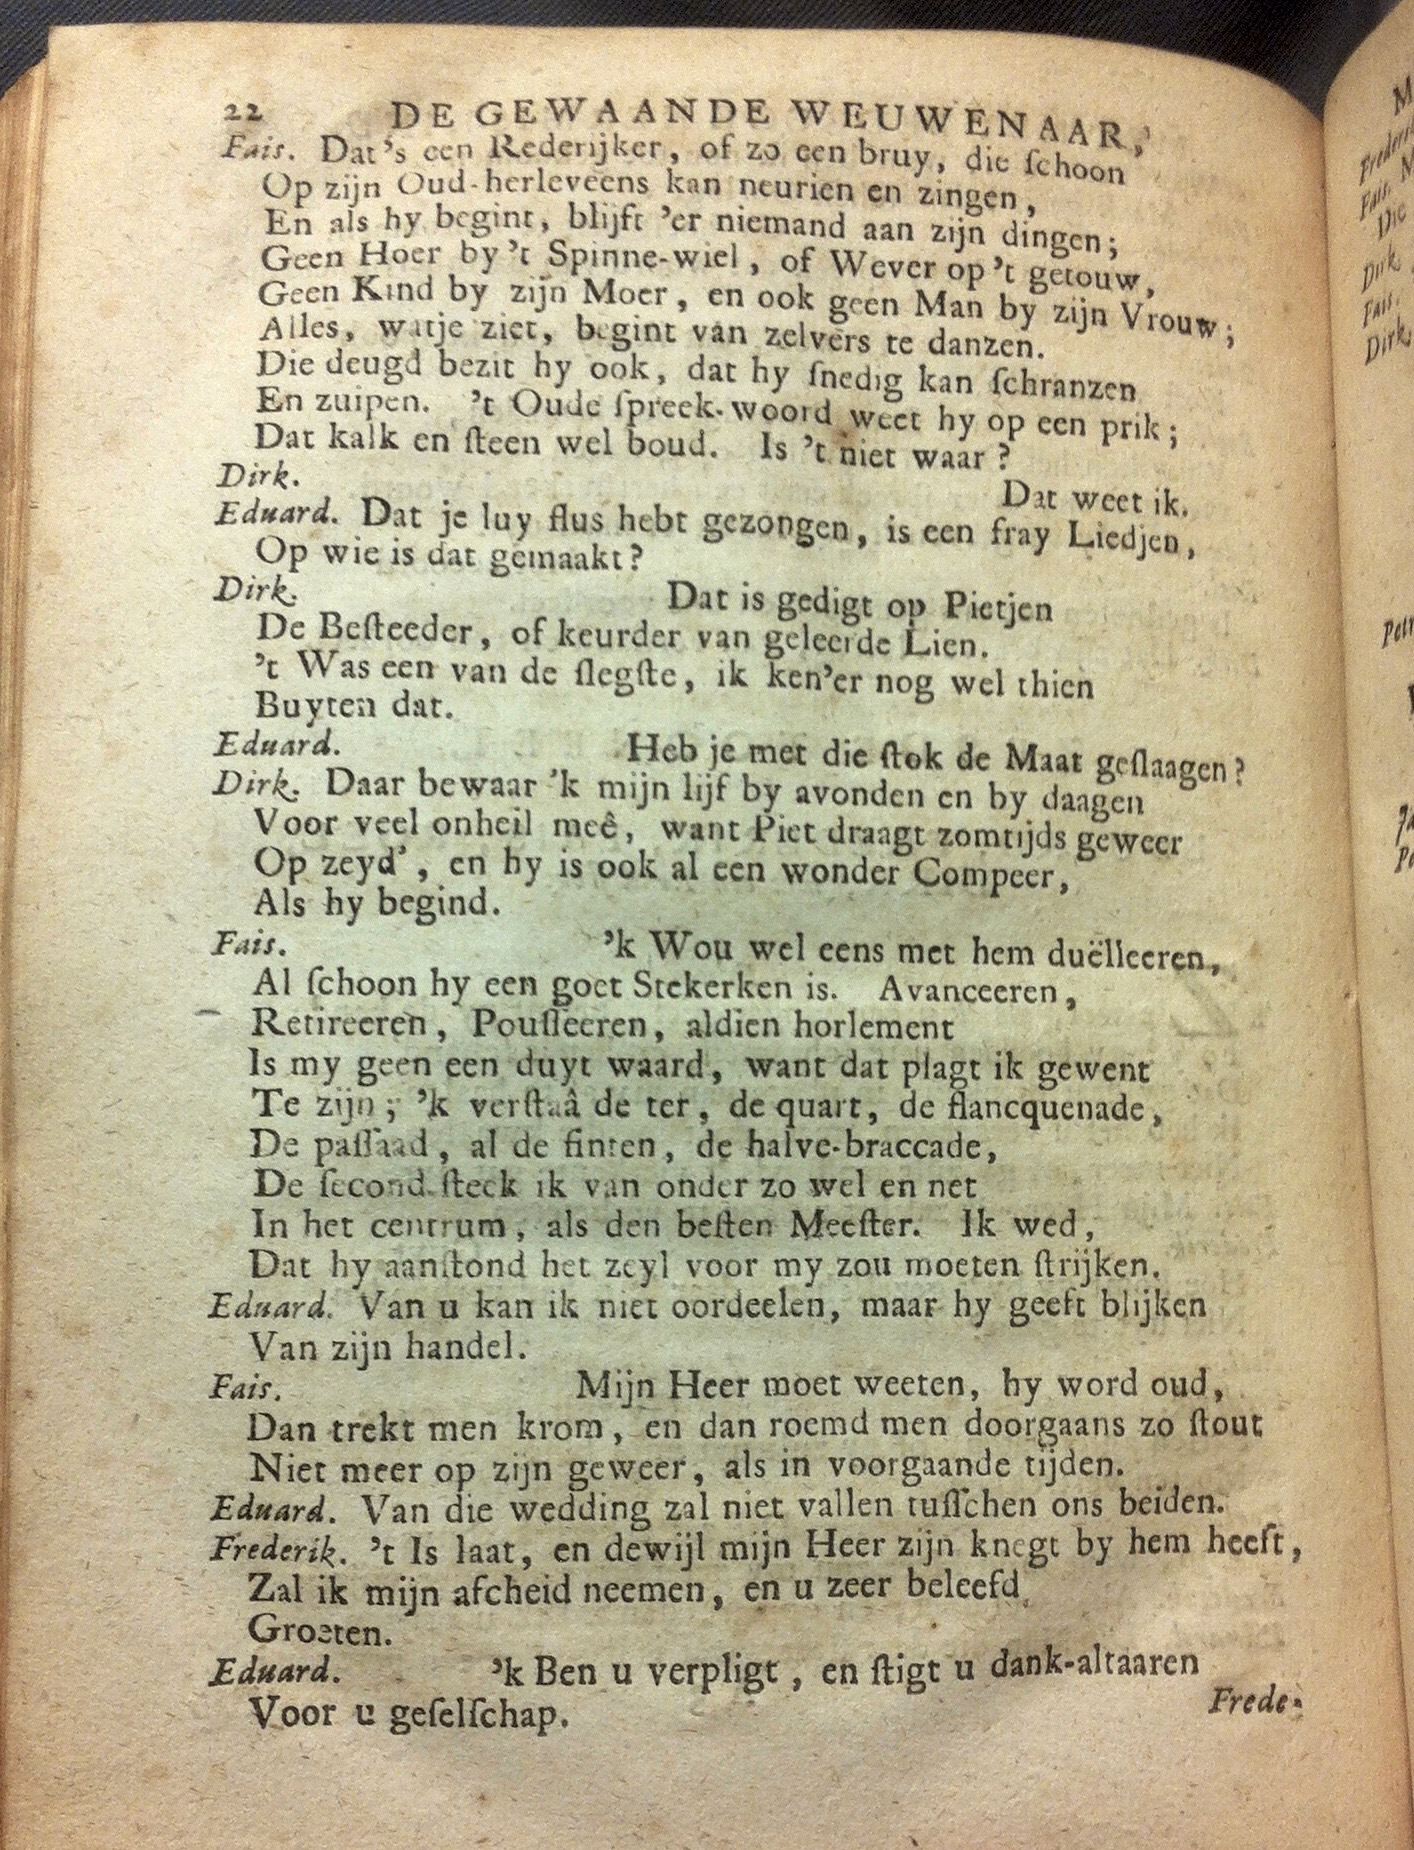 22 DE GEWAANDE WEUWENAAR,
Fais. Dat's een Rederijker, of zo een bruy, die ſchoon
Op zijn Oud-herleveens kan neurien en zingen,
En als hy begint, blijft 'er niemand aan zijn dingen;
Geen Hoer by 't Spinne-wiel, of Wever op 't getouw,
Geen Kind by zijn Moer, en ook geen Man by zijn Vrouw;
Alles, watje ziet, begint van zelvers te danzen.
Die deugd bezit hy ook, dat hy ſnedig kan ſchranzen
En zuipen. 't Oude ſpreek-woord weet hy op een prik;
Dat kalk en ſteen wel boud. Is 't niet waar?
Dirk. Dat weet ik.
Eduard. Dat je luy flus hebt gezongen, is een fray Liedjen,
Op wie is dat gemaakt?
Dirk. Dat is gedigt op Pietjen
De Beſteeder, of keurder van geleerde Lien.
't Was een van de ſlegſte, ik ken'er nog wel thien
Buyten dat.
Eduard. Heb je met die ſtok de Maat geſlaagen?
Dirk. Daar bewaar 'k mijn lijf by avonden en by daagen
Voor veel onheil meê, want Piet draagt zomtijds geweer
Op zeyd', en hy is ook al een wonder Compeer,
Als hy begind.
Fais. 'k Wou wel eens met hem duëlleeren,
Al ſchoon hy een goet Stekerken is. Avanceeren,
Retireeren, Pouſſeeren, aldien horlement
Is my geen een duyt waard, want dat plagt ik gewent
Te zijn; 'k verſtaâ de ter, de quart, de flancquenade,
De paſſaad, al de finten, de halve-braccade,
De ſecond ſteek ik van onder zo wel en net
In het centrum, als den beſten Meeſter. Ik wed,
Dat hy aanſtond het zeyl voor my zou moeten ſtrijken.
Eduard. Van u kan ik niet oordeelen, maar hy geeft blijken
Van zijn handel.
Fais. Mijn Heer moet weeten, hy word oud,
Dan trekt men krom, en dan roemd men doorgaans zo ſtout
Niet meer op zijn geweer, als in voorgaande tijden.
Eduard. Van die wedding zal niet vallen tuſſchen ons beiden.
Frederik. 't Is laat, en dewijl mijn Heer zijn knegt by hem heeft,
Zal ik mijn afcheid neemen, en u zeer beleefd
Groeten.
Eduard. 'k Ben u verpligt, en ſtigt u dank-altaaren
Voor u geſelſchap.
Frede-